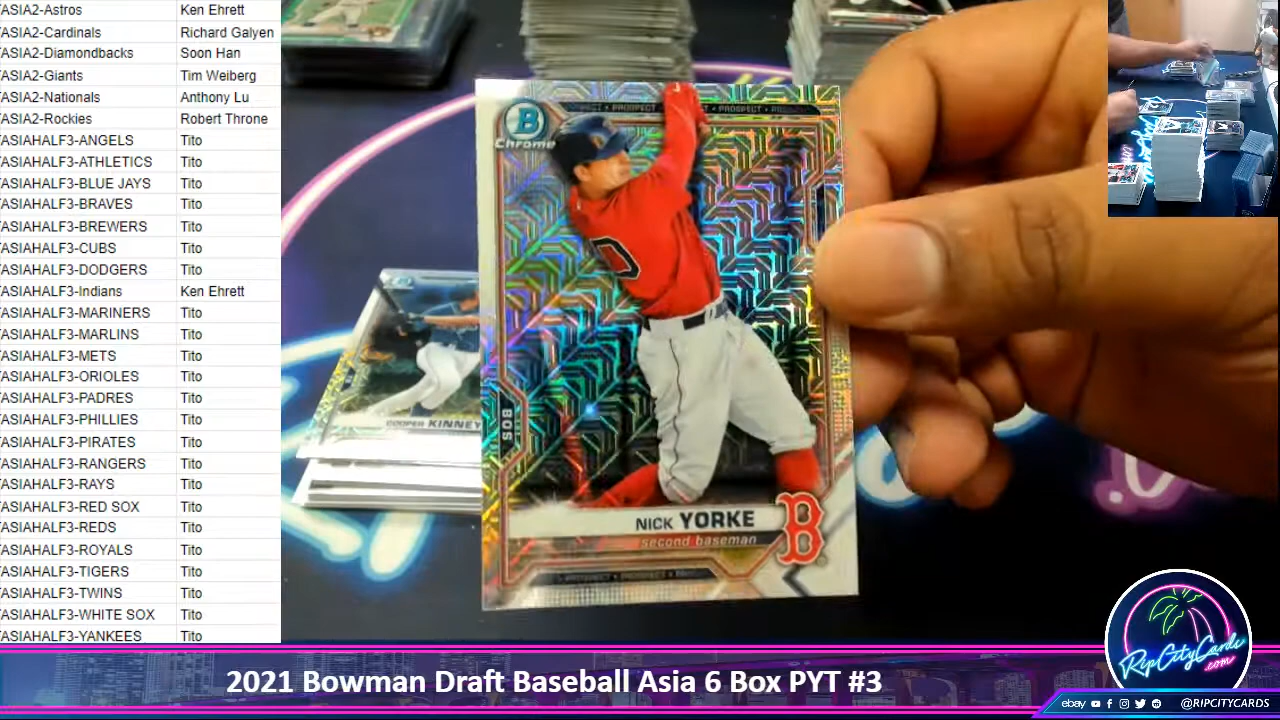 ASIA2-Astros Ken Ehrett
ASIA2-Cardinals Richard Galyen
ASIA2-Diamondbacks Soon Han
ASIA2-Giants Tim Weiberg
ASIA2-Nationals Anthony Lu
ASIA2-Rockies Robert Throne
ASIAHALF3-ANGELS Tito
ASIAHALF3-ATHLETICS Tito
ASIAHALF3-BLUE JAYS Tito
ASIAHALF3-BRAVES Tito
ASIAHALF3-BREWERS Tito
ASIAHALF3-CUBS Tito
ASIAHALF3-DODGERS Tito
ASIAHALF3-Indians Ken Ehrett
ASIAHALF3-MARINERS Tito
ASIAHALF3-MARLINS Tito
ASIAHALF3-METS Tito
ASIAHALF3-ORIOLES Tito
ASIAHALF3-PADRES Tito
ASIAHALF3-PHILLIES Tito
ASIAHALF3-PIRATES Tito
ASIAHALF3-RANGERS Tito
ASIAHALF3-RAYS Tito
ASIAHALF3-RED SOX Tito
ASIAHALF3-REDS Tito
ASIAHALF3-ROYALS Tito
ASIAHALF3-TIGERS Tito
ASIAHALF3-TWINS Tito
ASIAHALF3-WHITE SOX Tito
ASIAHALF3-YANKEES Tito
B
Chrome
PROSPECT • PROSPECT
BOS
NICK YORKE
second baseman
B
PROSPECT
COOPER KINNEY
RipCityCards
.com
2021 Bowman Draft Baseball Asia 6 Box PYT #3
ebay @RIPCITYCARDS